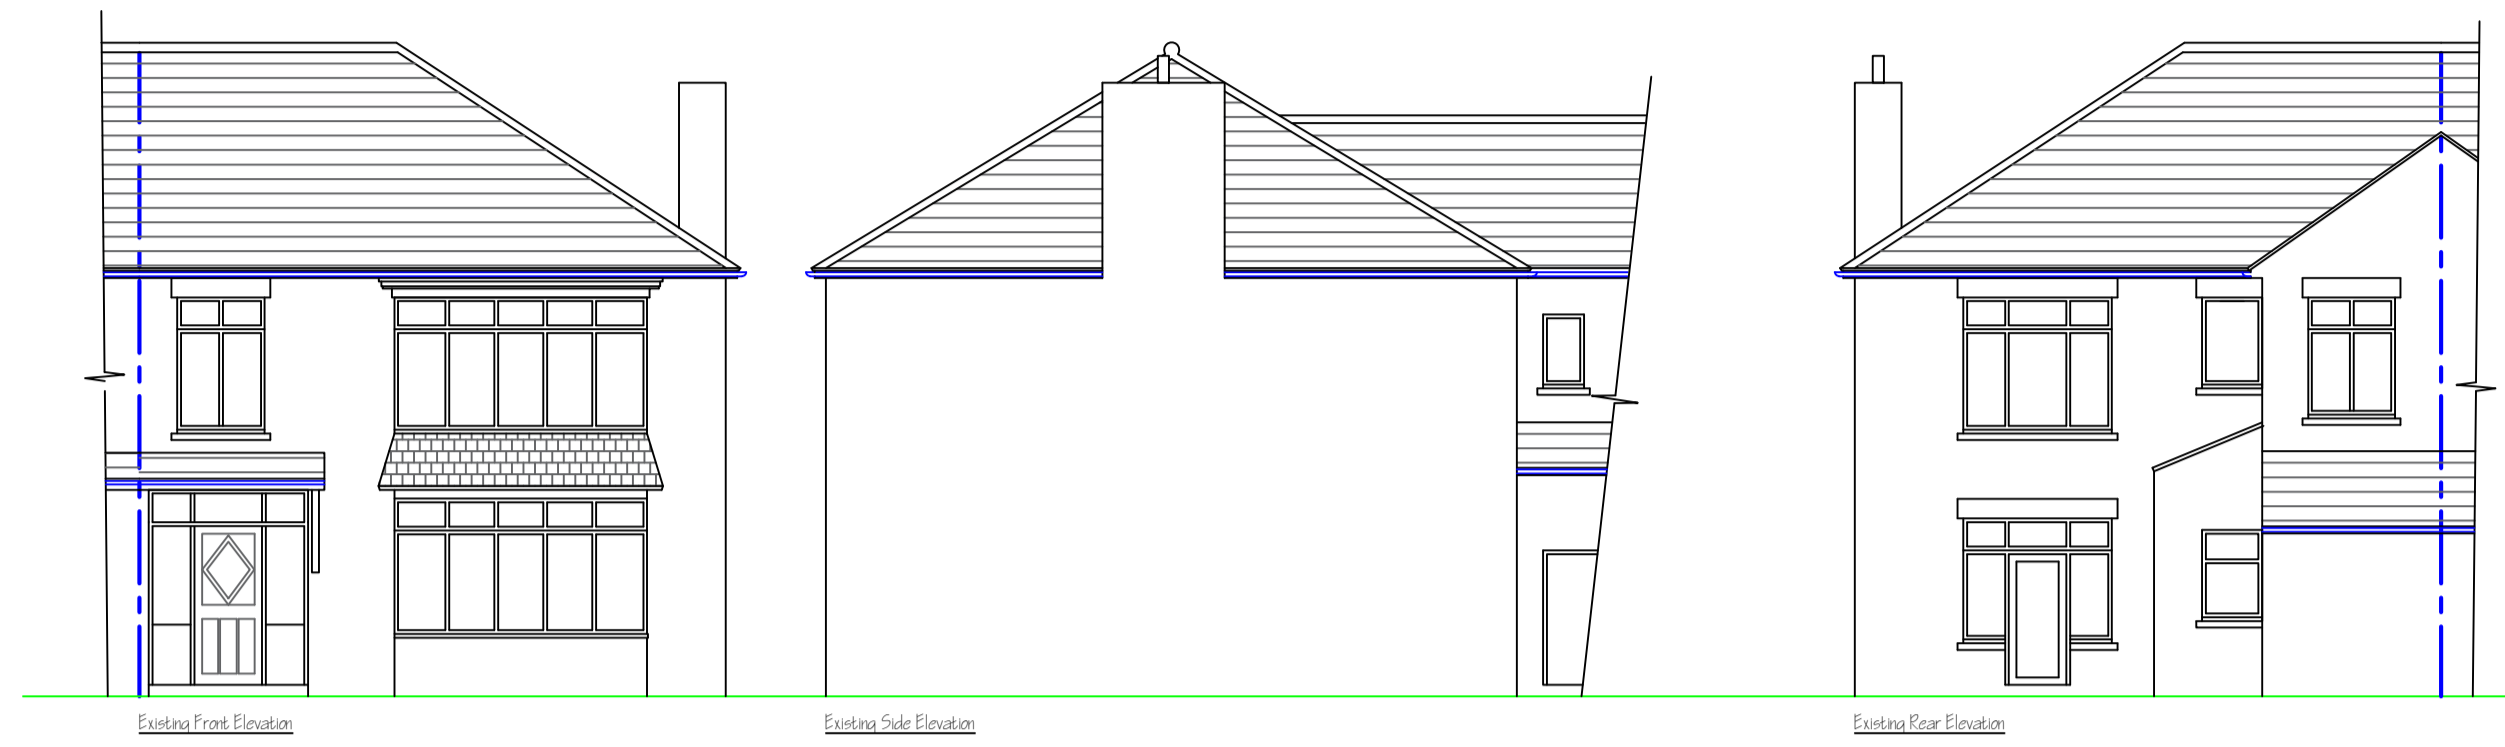 Existing Front Elevation
Existing Side Elevation
Existing Rear Elevation